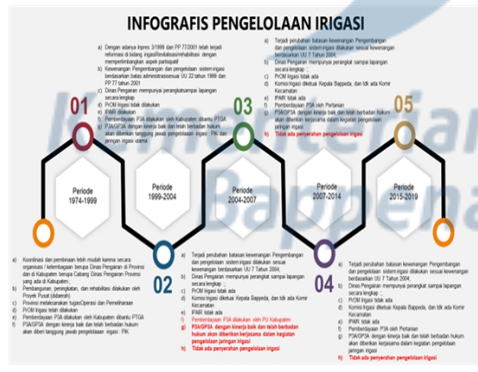 INFOGRAFIS PENGELOLAAN IRIGASI
a) Dengan adanya Inpres 3/1999 dan PP 77/2001 telah terjadi
reformasi di bidang irigasi
mempertimbangkan aspek partisipatif
b) Kewenangan Pengembangan dan pengelolaan sistem irigasi
berdasarkan batas administrasi sesuai UU 22 tahun 1999 dan
PP 77 tahun 2001
c) Dinas Pengairan mempunyai perangkat sampai lapangan
secara lengkap
d) PrOM Irigasi tidak dilakukan
e) IPAIR dilakukan
f) Pemberdayaan P3A dilakukan oleh Kabupaten dibantu PTGA
g) P3A/GP3A dengan kinerja baik dan telah berbadan hukum
akan diberikan tanggung jawab pengelolaan irigasi PIK dan
jaringan irigasi utama
a) Terjadi perubahan batasan kewenangan Pengembangan
dan pengelolaan sistem irigasi dilakukan sesuai kewenangan
berdasarkan UU 7 Tahun 2004;
b) Dinas Pengairan mempunyai perangkat sampai lapangan
secara lengkap ;
c) PrOM Irigasi tidak ada
d) Komisi Irigasi diketuai Kepala Bappeda, dan tdk ada Komir
Kecamatan
e) IPAIR tidak ada
f) Pemberdayaan P3A oleh Pertanian
g) P3A/GP3A dengan kinerja baik dan telah berbadan hukum
akan diberikan kerjasama dalam kegiatan pengelolaan
jaringan irigasi
h) Tidak ada penyerahan pengelolaan irigasi
01
03
05
Periode
1974-1999
Periode
1999-2004
Periode
2004-2007
Periode
2007-2014
Periode
2015-2019
Bappenas
02
04
a) Koordinasi dan pembinaan lebih mudah karena secara
organisasi / kelembagaan berupa Dinas Pengairan di Provinsi
dan di Kabupaten berupa Cabang Dinas Pengairan Provinsi
yang ada di Kabupaten.;
b) Pembangunan, peningkatan, dan rehabilitasi dilakukan oleh
Proyek Pusat (didaerah)
c) Provinsi melaksanakan tugas Operasi dan Pemeliharaan
d) PrOM Irigasi telah dilakukan
e) Pemberdayaan P3A dilakukan oleh Kabupaten dibantu PTGA
f) P3A/GP3A dengan kinerja baik dan telah berbadan hukum
akan diberi tanggung jawab pengelolaan irigasi PIK
a) Terjadi perubahan batasan kewenangan Pengembangan
dan pengelolaan sistem irigasi dilakukan sesuai kewenangan
berdasarkan UU 7 Tahun 2004;
b) Dinas Pengairan mempunyai perangkat sampai lapangan
secara lengkap ;
c) PrOM Irigasi tidak ada
d) Komisi Irigasi diketuai Kepala Bappeda, dan tdk ada Komir
Kecamatan
e) IPAIR tidak ada
f) Pemberdayaan P3A dilakukan oleh PU Kabupaten
g) P3A/GP3A dengan kinerja baik dan telah berbadan
hukum akan diberikan kerjasama dalam kegiatan
pengelolaan jaringan irigasi
h) Tidak ada penyerahan pengelolaan irigasi
a) Terjadi perubahan batasan kewenangan Pengembangan
dan pengelolaan sistem irigasi dilakukan sesuai kewenangan
berdasarkan UU 7 Tahun 2004;
b) Dinas Pengairan mempunyai perangkat sampai lapangan
secara lengkap ;
c) PrOM Irigasi tidak ada
d) Komisi Irigasi diketuai Kepala Bappeda, dan tdk ada Komir
Kecamatan
e) IPAIR tidak ada
f) Pemberdayaan P3A oleh Pertanian
g) P3A/GP3A dengan kinerja baik dan telah berbadan hukum
akan diberikan kerjasama dalam kegiatan pengelolaan
jaringan irigasi
h) Tidak ada penyerahan pengelolaan irigasi